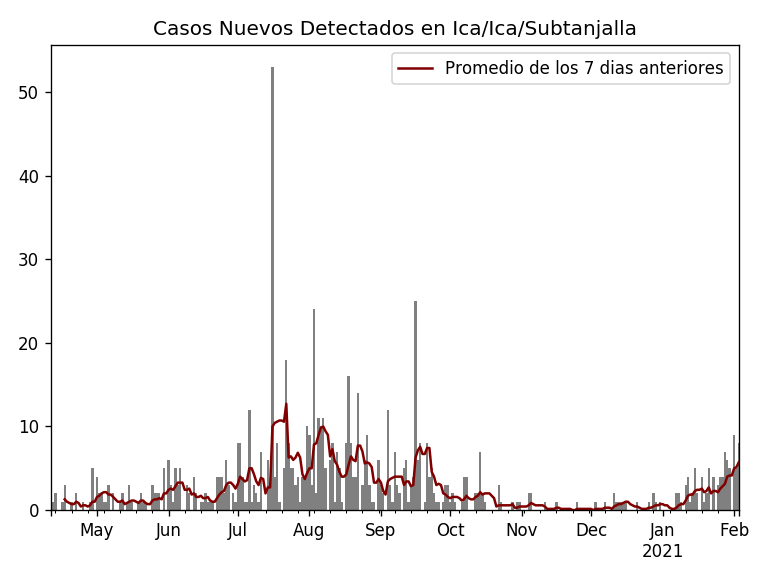 Casos Nuevos Detectados en Ica/Ica/Subtanjalla
Promedio de los 7 dias anteriores
50
40
30
20
10
0
May Jun Jul Aug Sep Oct Nov Dec Jan Feb
2021